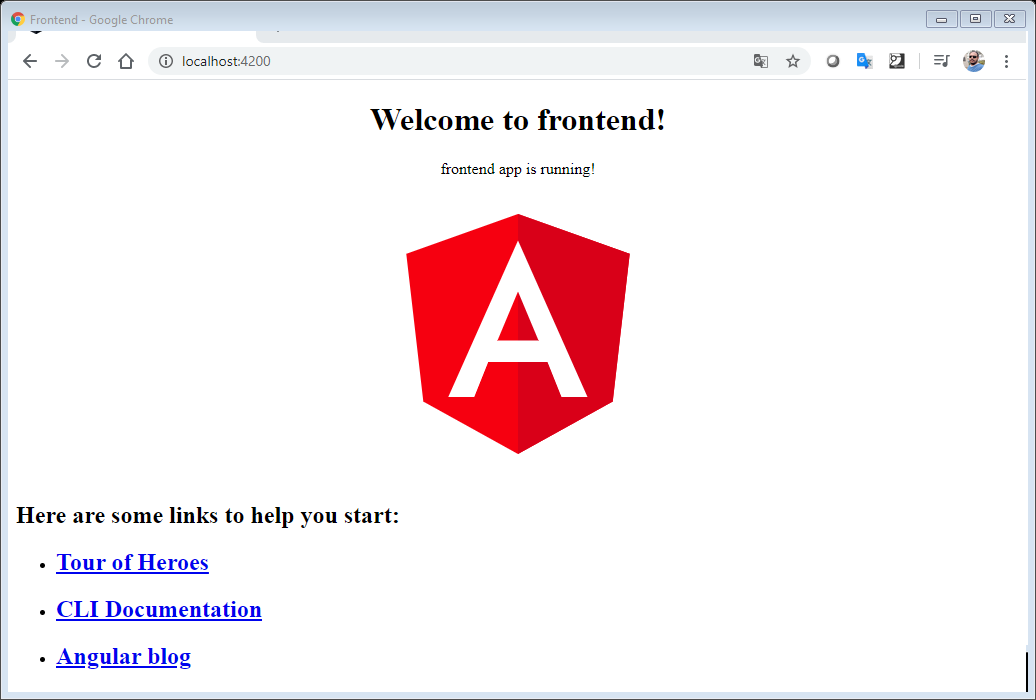 Frontend - Google Chrome
localhost:4200
Welcome to frontend!
frontend app is running!
A
Here are some links to help you start:
Tour of Heroes
CLI Documentation
Angular blog